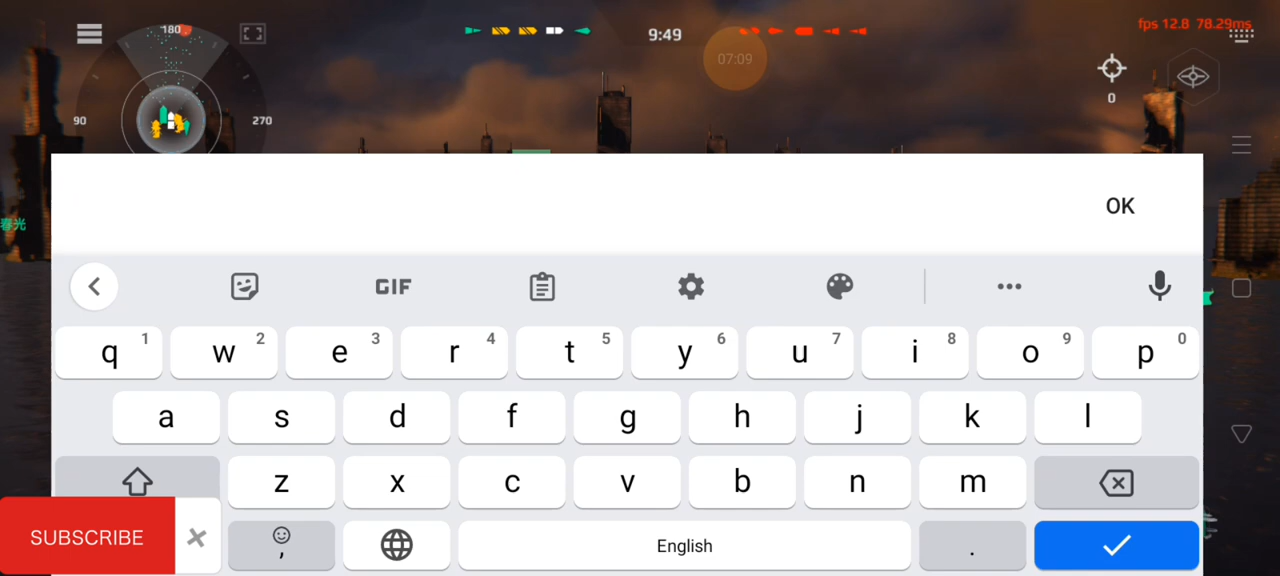 180
9:49
fps 12.8 78.29ms
07:09
0
90
270
春光
OK
GIF
q 1 w 2 e 3 r 4 t 5 y 6 u 7 i 8 o 9 p 0
a s d f g h j k l
z x c v b n m
SUBSCRIBE
, English .